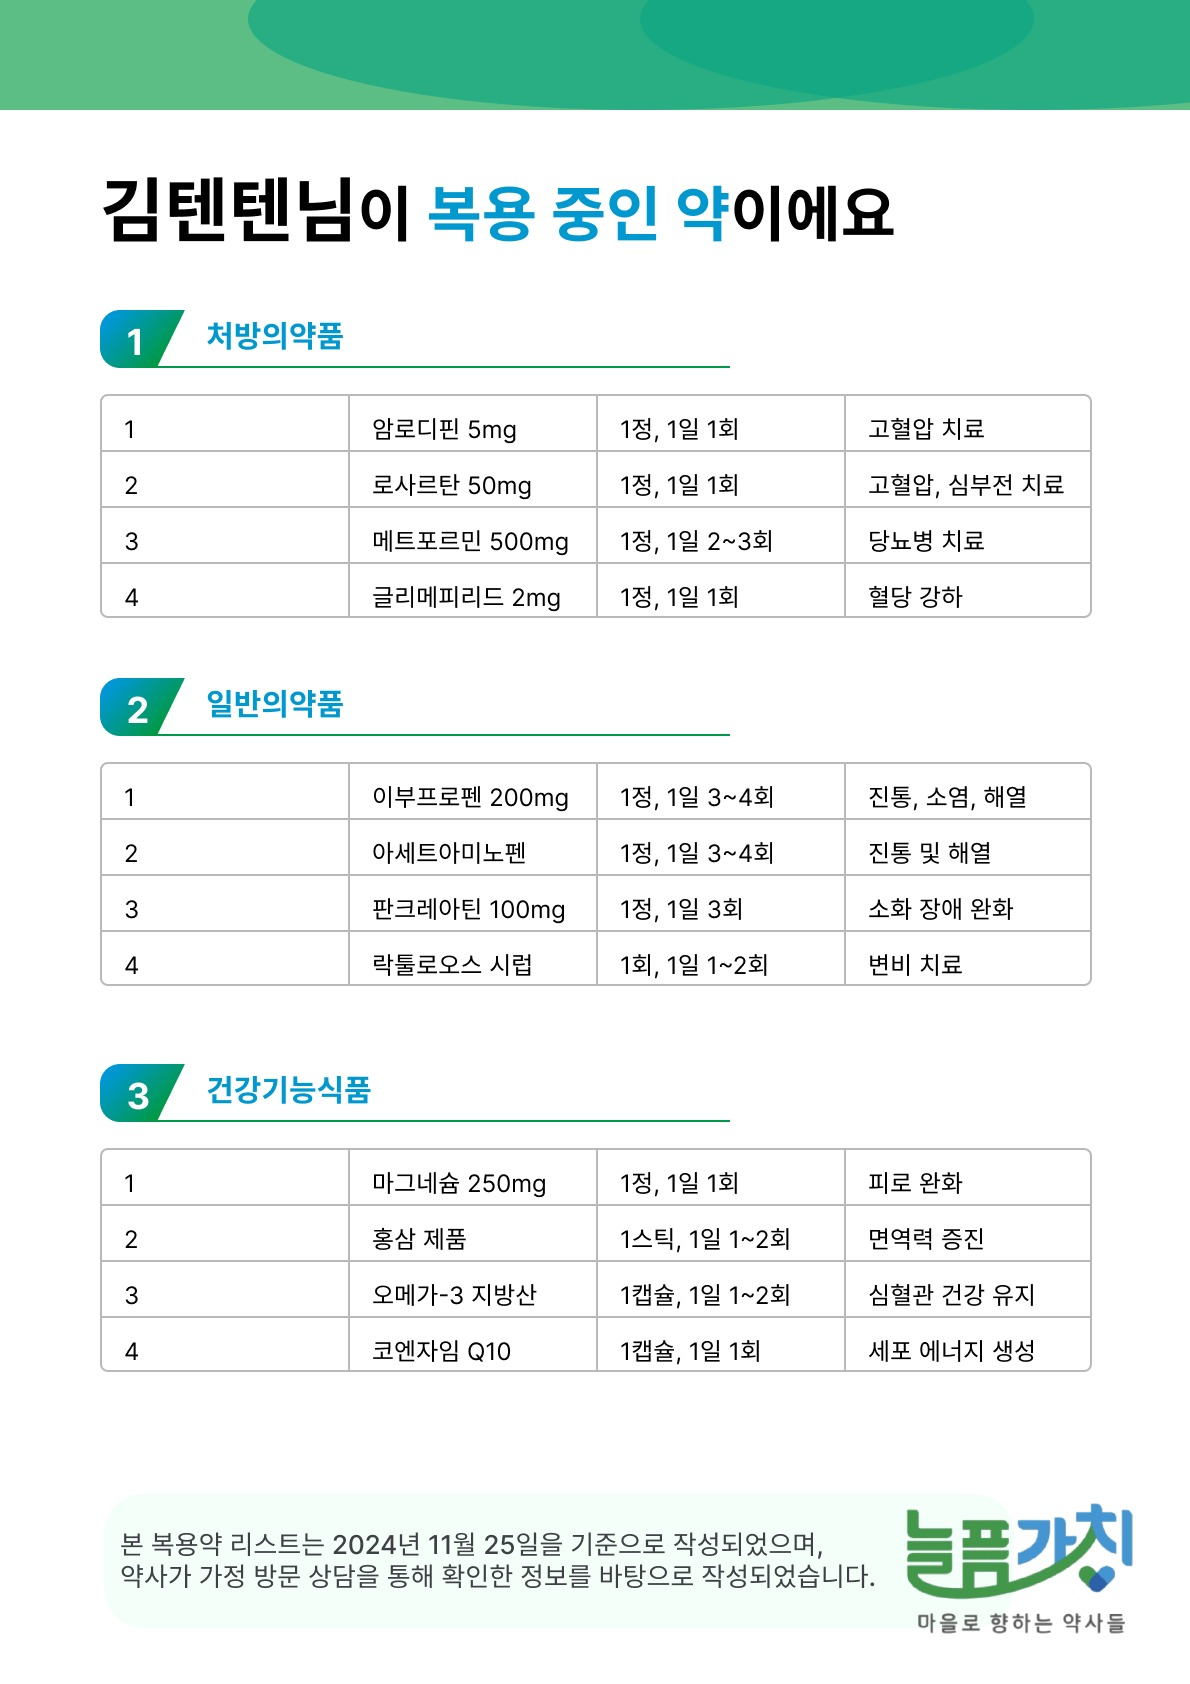 김텐텐님이 복용 중인 약이에요
1 처방의약품
1 암로디핀 5mg 1정, 1일 1회 고혈압 치료
2 로사르탄 50mg 1정, 1일 1회 고혈압, 심부전 치료
3 메트포르민 500mg 1정, 1일 2~3회 당뇨병 치료
4 글리메피리드 2mg 1정, 1일 1회 혈당 강하
2 일반의약품
1 이부프로펜 200mg 1정, 1일 3~4회 진통, 소염, 해열
2 아세트아미노펜 1정, 1일 3~4회 진통 및 해열
3 판크레아틴 100mg 1정, 1일 3회 소화 장애 완화
4 락툴로오스 시럽 1회, 1일 1~2회 변비 치료
3 건강기능식품
1 마그네슘 250mg 1정, 1일 1회 피로 완화
2 홍삼 제품 1스틱, 1일 1~2회 면역력 증진
3 오메가-3 지방산 1캡슐, 1일 1~2회 심혈관 건강 유지
4 코엔자임 Q10 1캡슐, 1일 1회 세포 에너지 생성
본 복용약 리스트는 2024년 11월 25일을 기준으로 작성되었으며,
약사가 가정 방문 상담을 통해 확인한 정보를 바탕으로 작성되었습니다.
늘픔가치
마을로 향하는 약사들